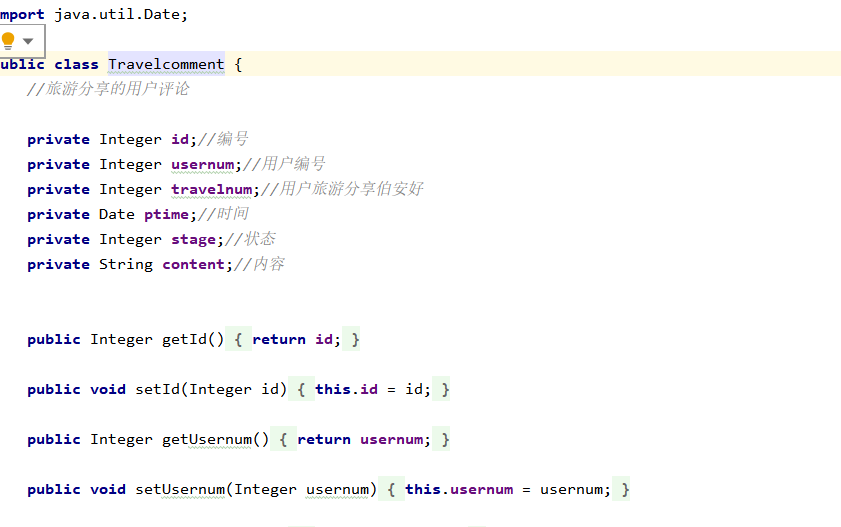 mport java.util.Date;
ublic class Travelcomment {
//旅游分享的用户评论
private Integer id;//编号
private Integer usernum;//用户编号
private Integer travelnum;//用户旅游分享伯安好
private Date ptime;//时间
private Integer stage;//状态
private String content;//内容
public Integer getId() { return id; }
public void setId(Integer id) { this.id = id; }
public Integer getUsernum() { return usernum; }
public void setUsernum(Integer usernum) { this.usernum = usernum; }